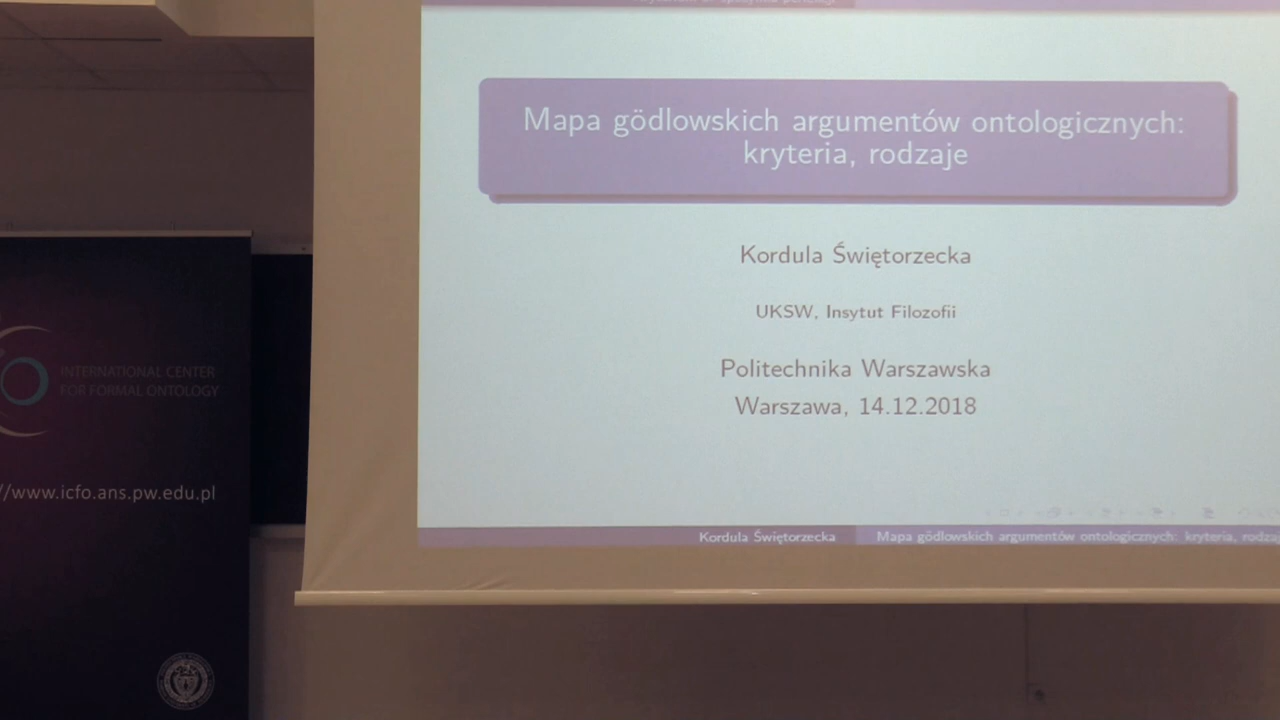 Mapa gödlowskich argumentów ontologicznych:
kryteria, rodzaje
Kordula Świętorzecka
UKSW, Insytut Filozofii
Politechnika Warszawska
Warszawa, 14.12.2018
Kordula Świętorzecka
Mapa gödlowskich argumentów ontologicznych: kryteria, rodzaj
INTERNATIONAL CENTER
FOR FORMAL ONTOLOGY
//www.icfo.ans.pw.edu.pl